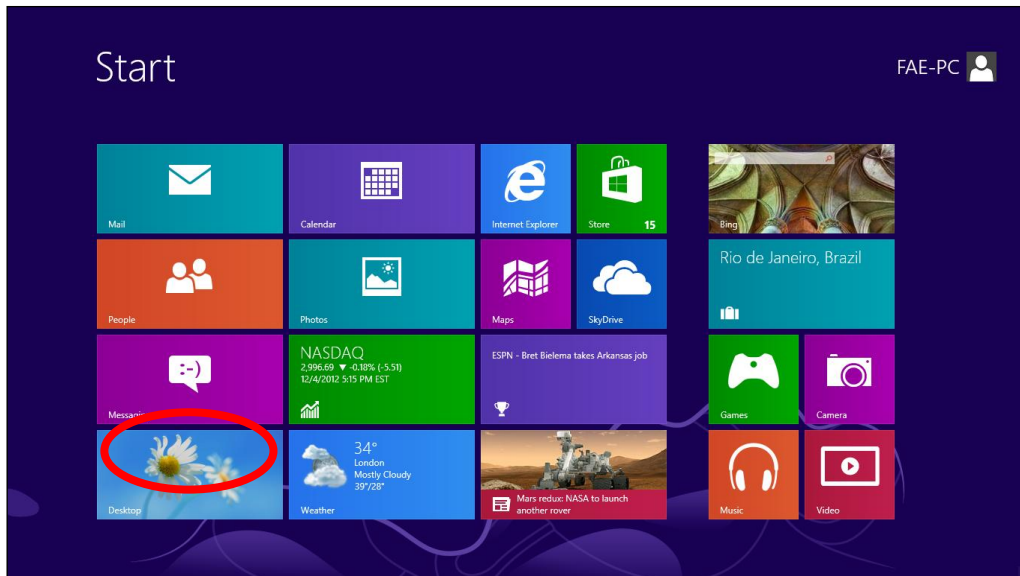 Start
FAE-PC
Mail
Calendar
Internet Explorer
Store
15
Bing
People
Photos
Maps
SkyDrive
Rio de Janeiro, Brazil
Messaging
NASDAQ
2,996.69 ▼ -0.18% (-5.51)
12/4/2012 5:15 PM EST
ESPN - Bret Bielema takes Arkansas job
Games
Camera
Desktop
34°
London
Mostly Cloudy
39°/28°
Weather
Mars redux: NASA to launch
another rover
Music
Video